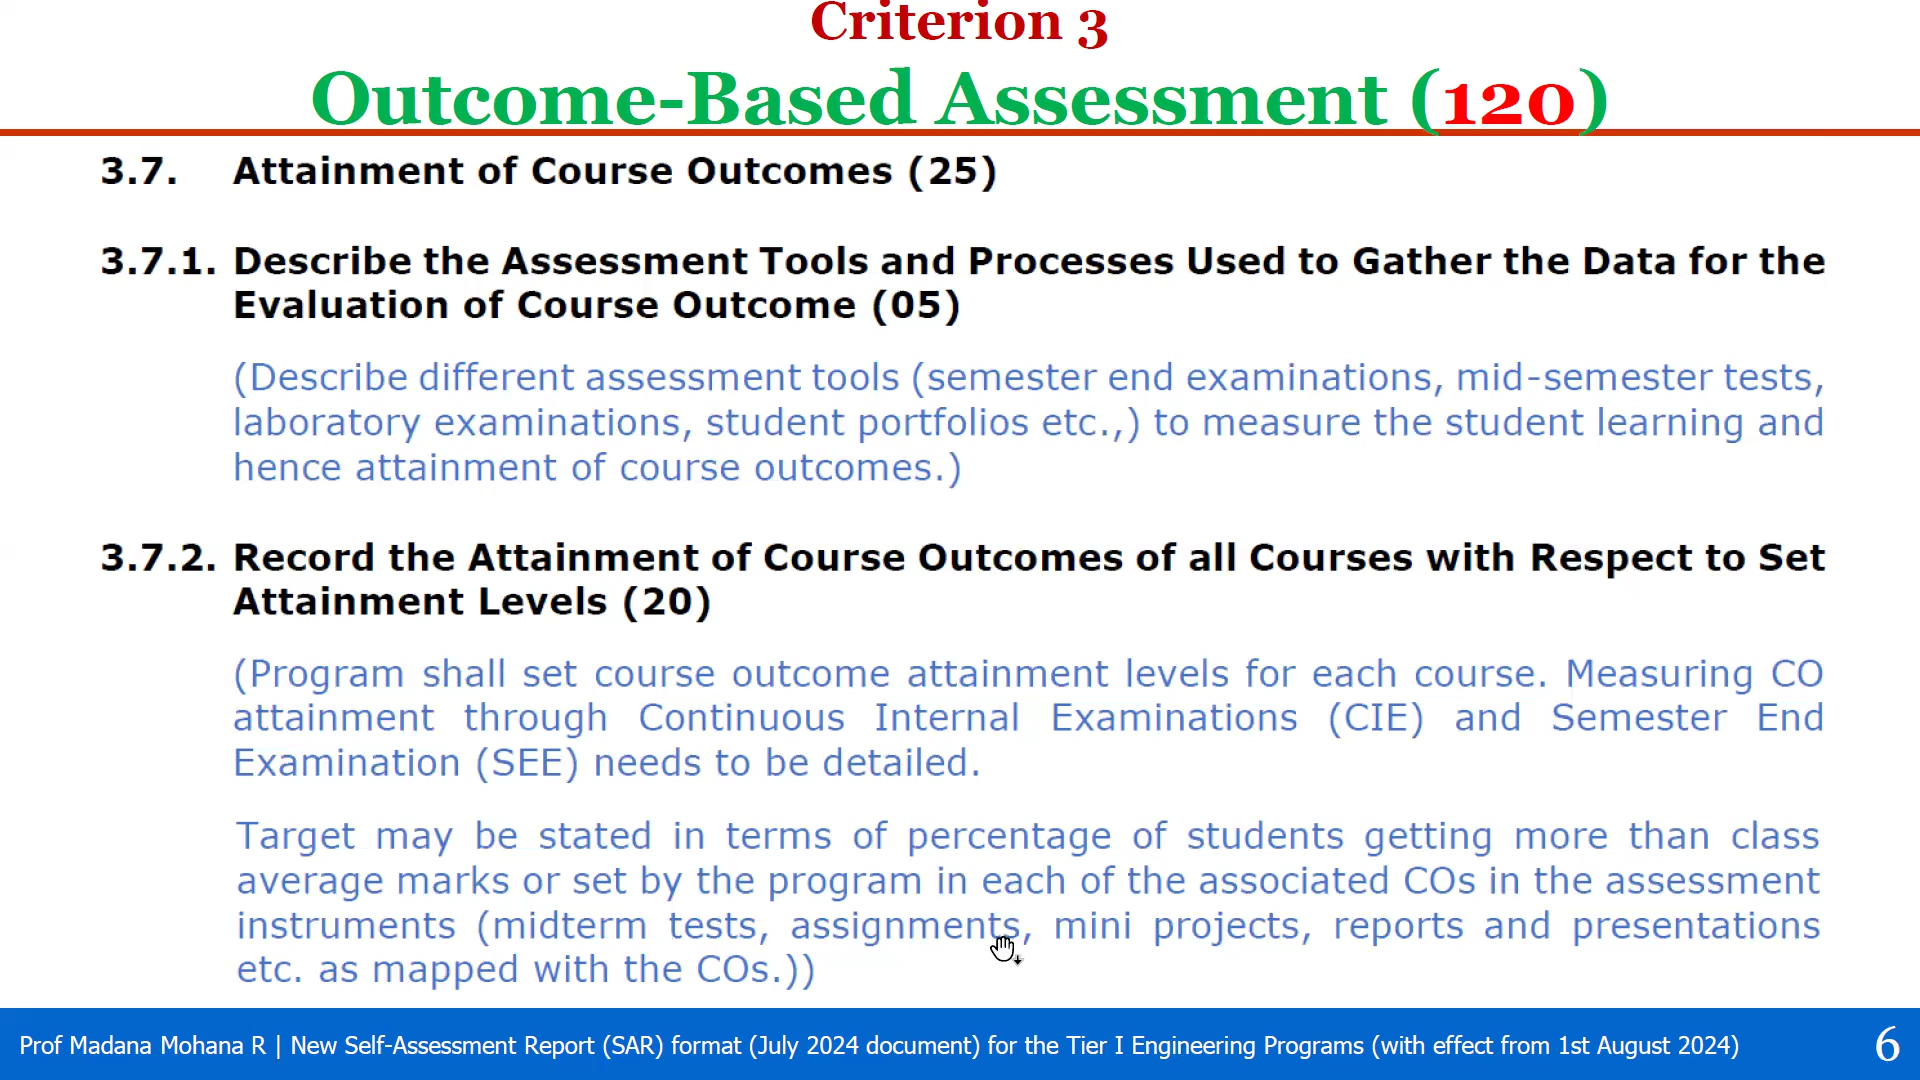 Criterion 3
Outcome-Based Assessment (120)
3.7. Attainment of Course Outcomes (25)
3.7.1. Describe the Assessment Tools and Processes Used to Gather the Data for the
Evaluation of Course Outcome (05)
(Describe different assessment tools (semester end examinations, mid-semester tests,
laboratory examinations, student portfolios etc.,) to measure the student learning and
hence attainment of course outcomes.)
3.7.2. Record the Attainment of Course Outcomes of all Courses with Respect to Set
Attainment Levels (20)
(Program shall set course outcome attainment levels for each course. Measuring CO
attainment through Continuous Internal Examinations (CIE) and Semester End
Examination (SEE) needs to be detailed.
Target may be stated in terms of percentage of students getting more than class
average marks or set by the program in each of the associated COs in the assessment
instruments (midterm tests, assignments, mini projects, reports and presentations
etc. as mapped with the COs.))
Prof Madana Mohana R | New Self-Assessment Report (SAR) format (July 2024 document) for the Tier I Engineering Programs (with effect from 1st August 2024) 6